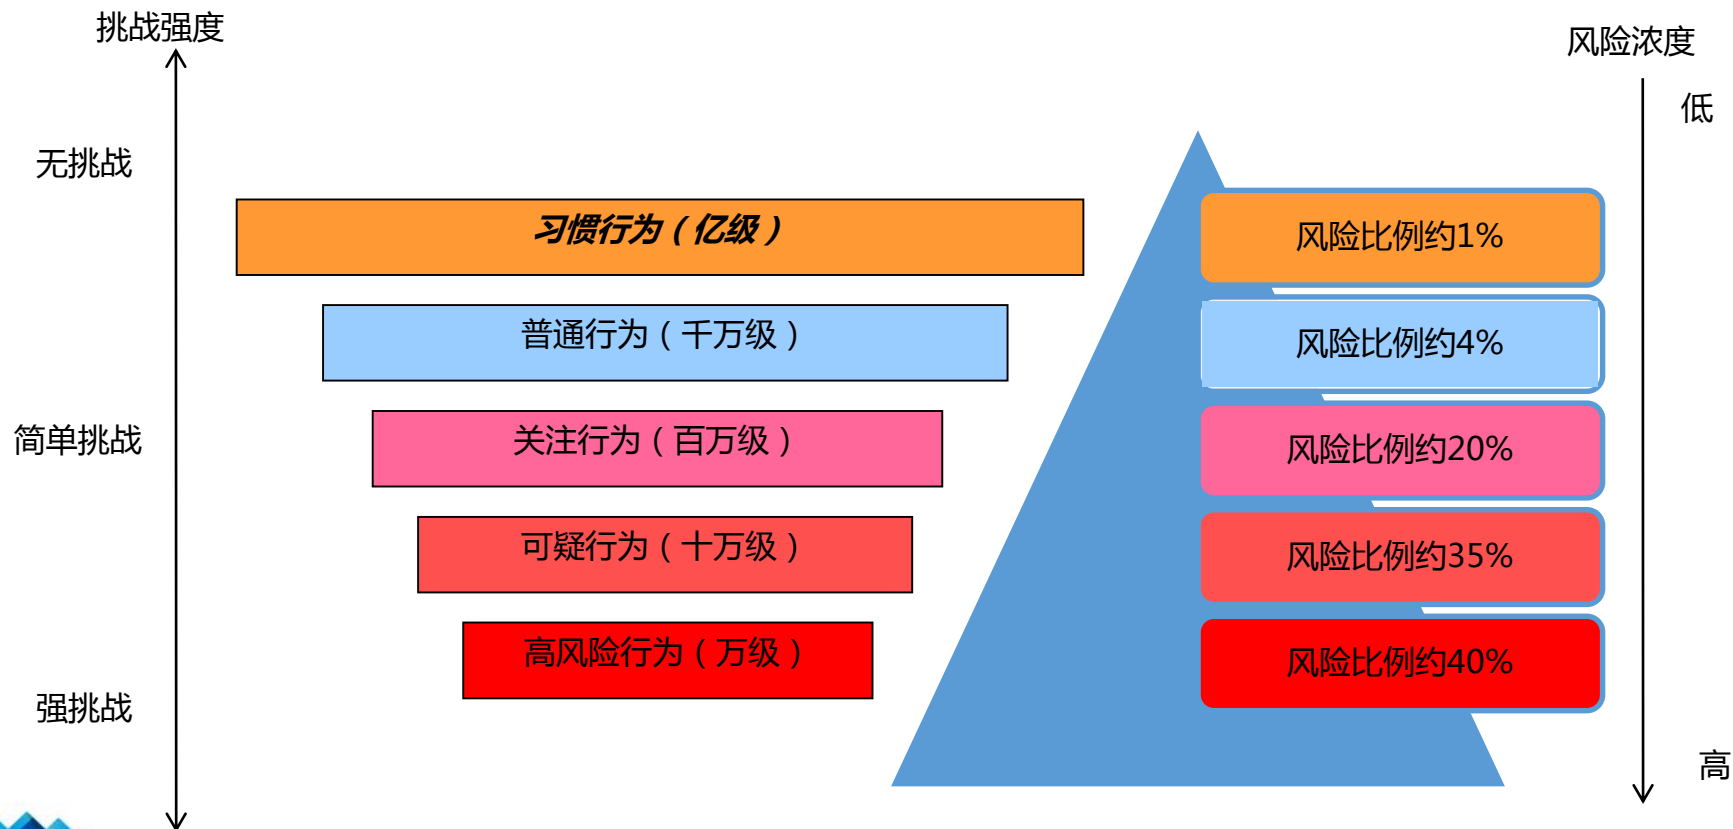 挑战强度
风险浓度
低
无挑战
习惯行为（亿级）
风险比例约1%
普通行为（千万级）
风险比例约4%
简单挑战
关注行为（百万级）
风险比例约20%
可疑行为（十万级）
风险比例约35%
高风险行为（万级）
风险比例约40%
强挑战
高